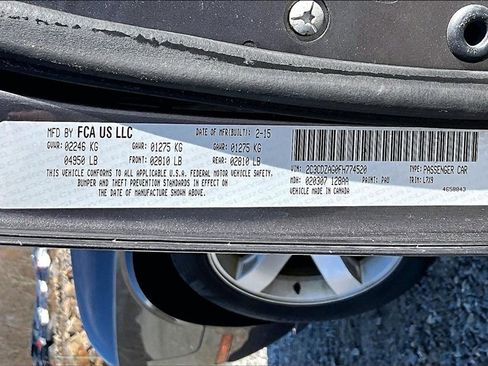 MFD BY FCA US LLC DATE OF MFR(BUILT): 2-15
GVWR: 02246 KG GAWR: 01275 KG GAWR: 01275 KG
04950 LB FRONT: 02810 LB REAR: 02810 LB
THIS VEHICLE CONFORMS TO ALL APPLICABLE U.S.A. FEDERAL MOTOR VEHICLE SAFETY,
BUMPER AND THEFT PREVENTION STANDARDS IN EFFECT ON
THE DATE OF MANUFACTURE SHOWN ABOVE.
VIN: 2C3CDZAG0FH774520 TYPE: PASSENGER CAR
MDH: 020307 128AA PAINT: PAU TRIM: L7X9
VEHICLE MADE IN CANADA 4658843